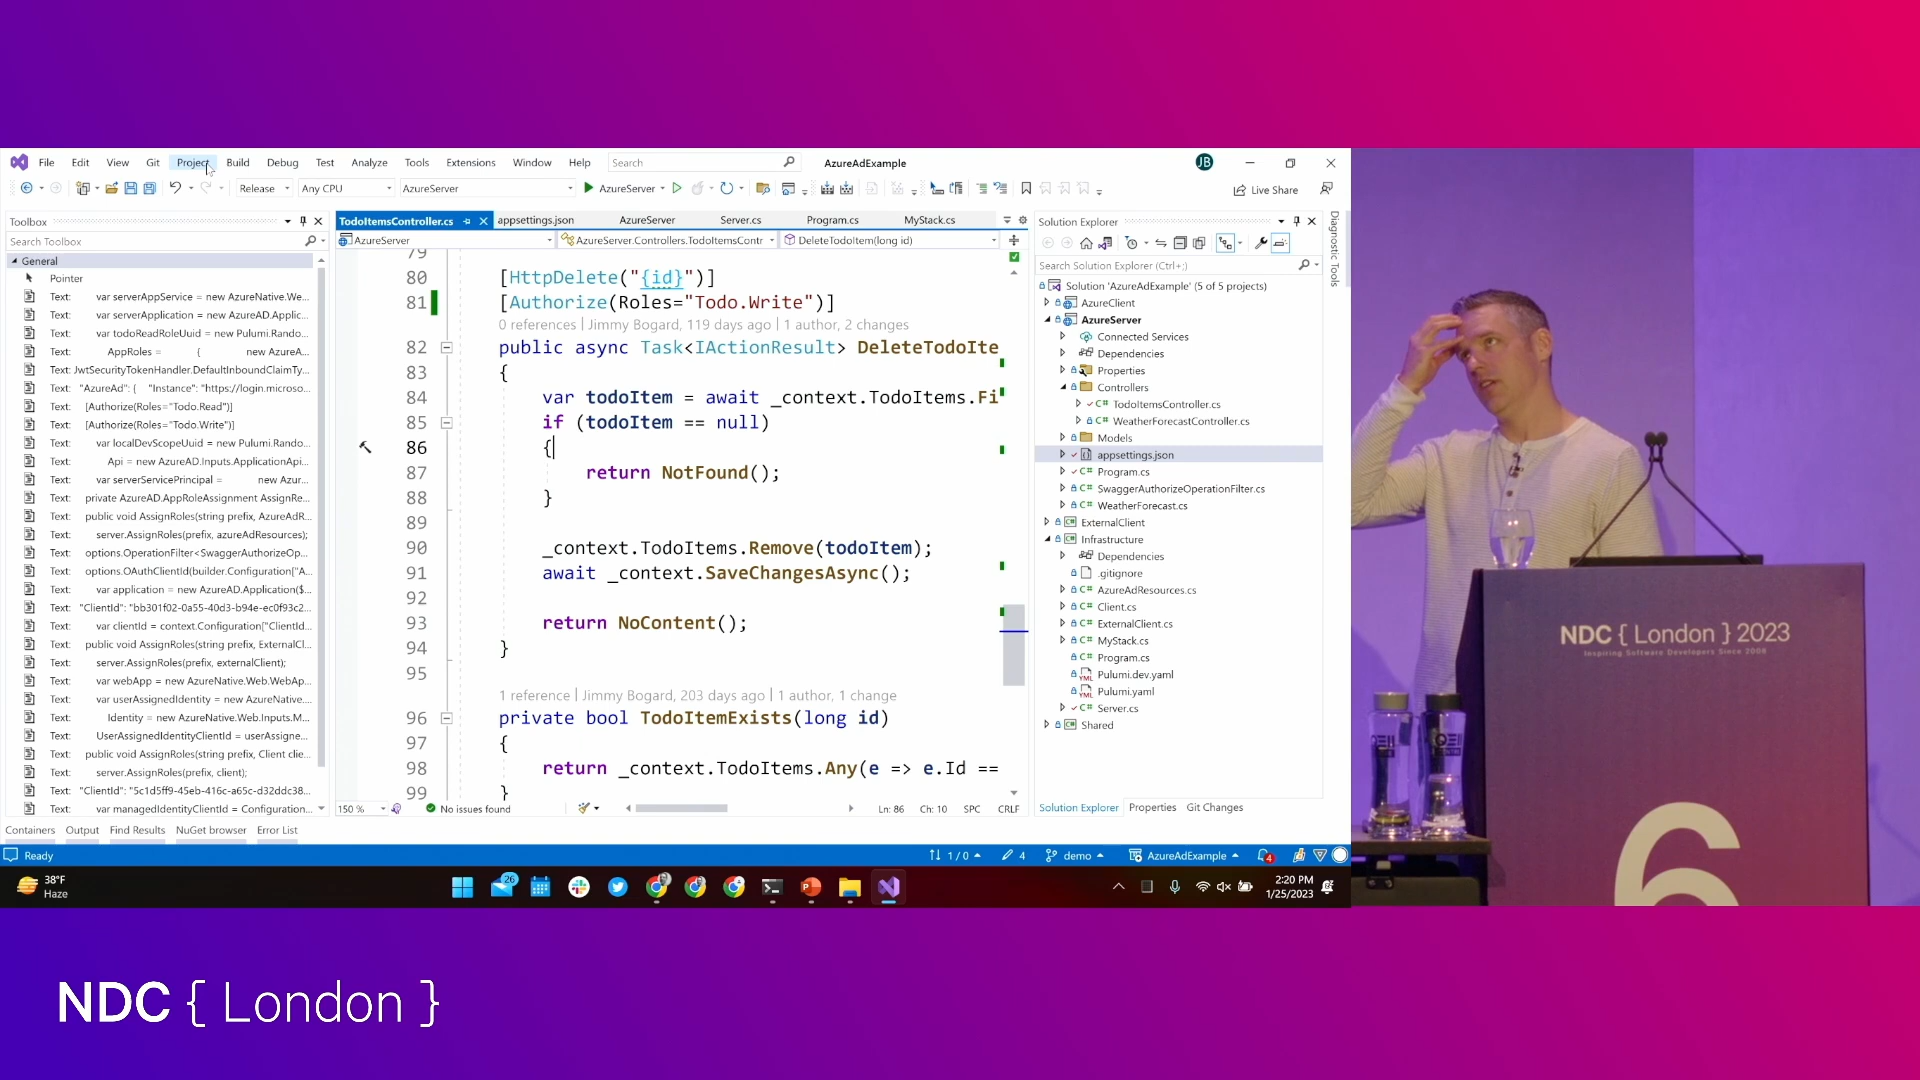 File Edit View Git Project Build Debug Test Analyze Tools Extensions Window Help Search AzureAdExample JB
Release Any CPU AzureServer AzureServer Live Share
Toolbox
Search Toolbox
General
Pointer
Text: var serverAppService = new AzureNative.We...
Text: var serverApplication = new AzureAD.Applic...
Text: var todoReadRoleUuid = new Pulumi.Rando...
Text: AppRoles = { new AzureA...
Text: JwtSecurityTokenHandler.DefaultInboundClaimTy...
Text: "AzureAd": { "Instance": "https://login.microso...
Text: [Authorize(Roles="Todo.Read")]
Text: [Authorize(Roles="Todo.Write")]
Text: var localDevScopeUuid = new Pulumi.Rando...
Text: Api = new AzureAD.Inputs.ApplicationApi...
Text: var serverServicePrincipal = new Azur...
Text: private AzureAD.AppRoleAssignment AssignRe...
Text: public void AssignRoles(string prefix, AzureAdR...
Text: server.AssignRoles(prefix, azureAdResources);
Text: options.OperationFilter<SwaggerAuthorizeOp...
Text: options.OAuthClientId(builder.Configuration["A...
Text: var application = new AzureAD.Application($...
Text: "ClientId": "bb301f02-0a55-40d3-b94e-ec0f93c2...
Text: var clientId = context.Configuration["ClientId...
Text: public void AssignRoles(string prefix, ExternalCl...
Text: server.AssignRoles(prefix, externalClient);
Text: var webApp = new AzureNative.Web.WebAp...
Text: var userAssignedIdentity = new AzureNative....
Text: Identity = new AzureNative.Web.Inputs.M...
Text: UserAssignedIdentityClientId = userAssigne...
Text: public void AssignRoles(string prefix, Client clie...
Text: server.AssignRoles(prefix, client);
Text: "ClientId": "5c1d5ff9-45eb-416c-a65c-d32ddc38...
Text: var managedIdentityClientId = Configuration...
Containers Output Find Results NuGet browser Error List
TodoItemsController.cs appsettings.json AzureServer Server.cs Program.cs MyStack.cs
AzureServer AzureServer.Controllers.TodoItemsContr DeleteTodoItem(long id)
79
80 [HttpDelete("{id}")]
81 [Authorize(Roles="Todo.Write")]
0 references | Jimmy Bogard, 119 days ago | 1 author, 2 changes
82 public async Task<IActionResult> DeleteTodoIte
83 {
84 var todoItem = await _context.TodoItems.Fi
85 if (todoItem == null)
86 {
87 return NotFound();
88 }
89
90 _context.TodoItems.Remove(todoItem);
91 await _context.SaveChangesAsync();
92
93 return NoContent();
94 }
95
1 reference | Jimmy Bogard, 203 days ago | 1 author, 1 change
96 private bool TodoItemExists(long id)
97 {
98 return _context.TodoItems.Any(e => e.Id ==
99 }
150 % No issues found Ln: 86 Ch: 10 SPC CRLF
Solution Explorer
Search Solution Explorer (Ctrl+;)
Solution 'AzureAdExample' (5 of 5 projects)
AzureClient
AzureServer
Connected Services
Dependencies
Properties
Controllers
TodoItemsController.cs
WeatherForecastController.cs
Models
appsettings.json
Program.cs
SwaggerAuthorizeOperationFilter.cs
WeatherForecast.cs
ExternalClient
Infrastructure
Dependencies
.gitignore
AzureAdResources.cs
Client.cs
ExternalClient.cs
MyStack.cs
Program.cs
Pulumi.dev.yaml
Pulumi.yaml
Server.cs
Shared
Solution Explorer Properties Git Changes
Diagnostic Tools
Ready 1 / 0 4 demo AzureAdExample 4
38°F
Haze
26
2:20 PM
1/25/2023
NDC { London } 2023
Inspiring Software Developers Since 2008
6
NDC { London }